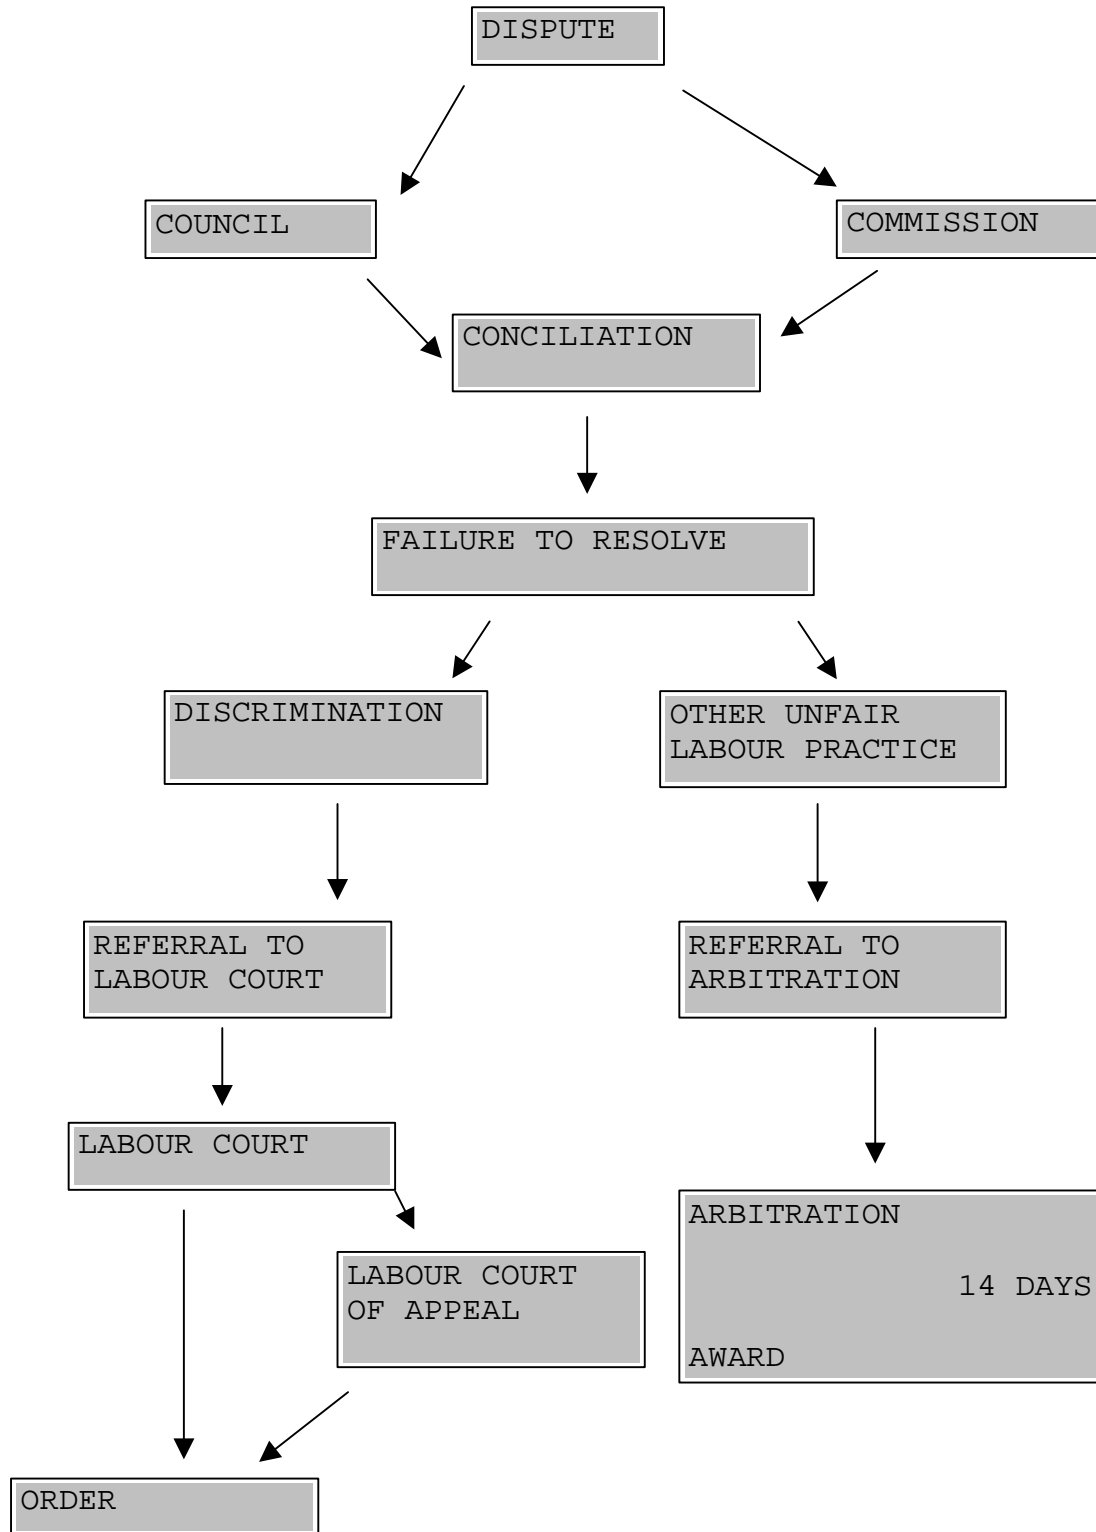 DISPUTE
COUNCIL
COMMISSION
CONCILIATION
FAILURE TO RESOLVE
DISCRIMINATION
OTHER UNFAIR
LABOUR PRACTICE
REFERRAL TO
LABOUR COURT
REFERRAL TO
ARBITRATION
LABOUR COURT
ARBITRATION
14 DAYS
AWARD
LABOUR COURT
OF APPEAL
ORDER